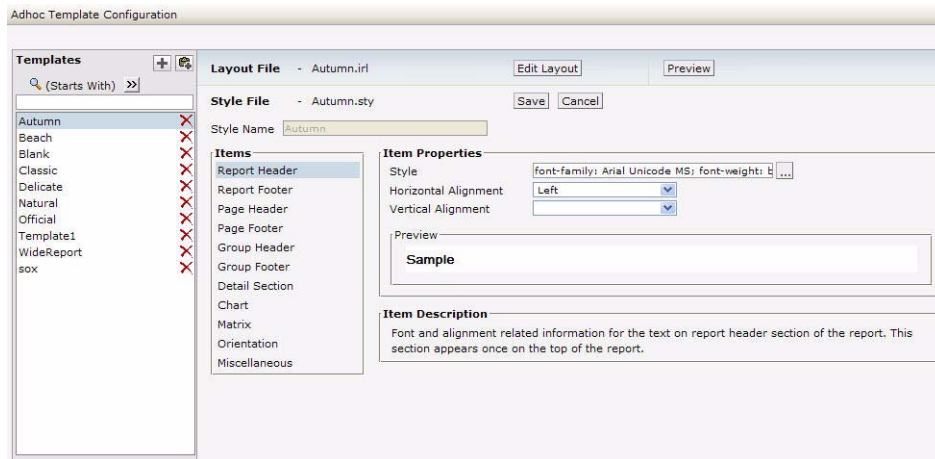 Adhoc Template Configuration
Templates
(Starts With) >>
Autumn
Beach
Blank
Classic
Delicate
Natural
Official
Template1
WideReport
sox
Layout File - Autumn.irl Edit Layout Preview
Style File - Autumn.sty Save Cancel
Style Name Autumn
Items
Report Header
Report Footer
Page Header
Page Footer
Group Header
Group Footer
Detail Section
Chart
Matrix
Orientation
Miscellaneous
Item Properties
Style font-family: Arial Unicode MS; font-weight: b ...
Horizontal Alignment Left
Vertical Alignment
Preview
Sample
Item Description
Font and alignment related information for the text on report header section of the report. This
section appears once on the top of the report.